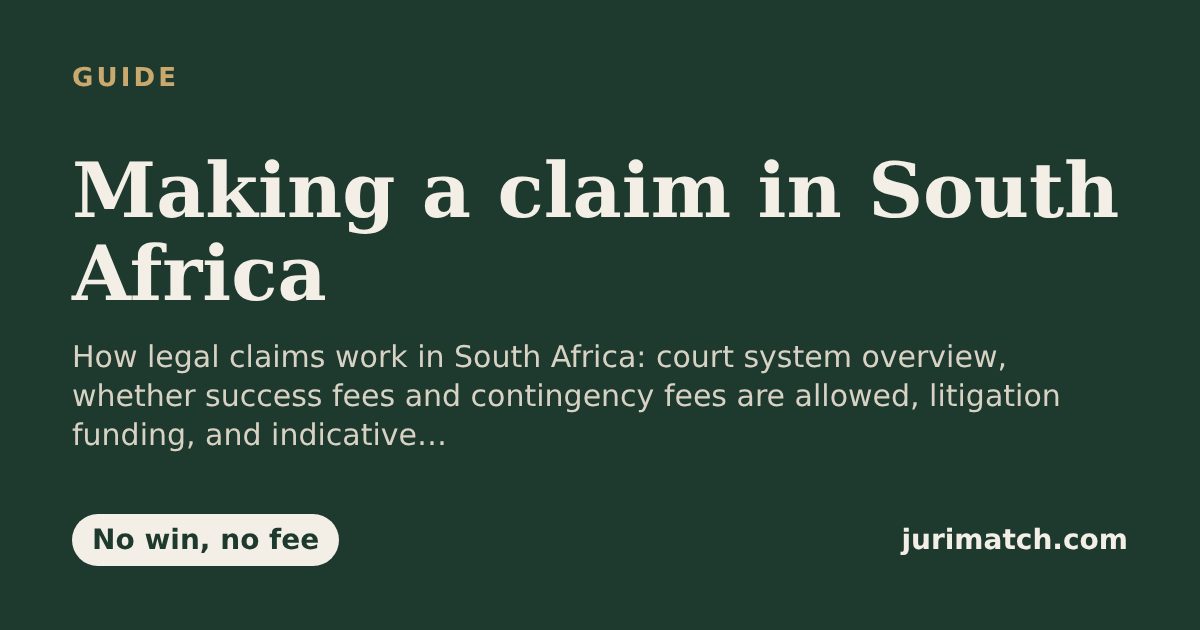 GUIDE
Making a claim in South
Africa
How legal claims work in South Africa: court system overview,
whether success fees and contingency fees are allowed, litigation
funding, and indicative…
No win, no fee
jurimatch.com